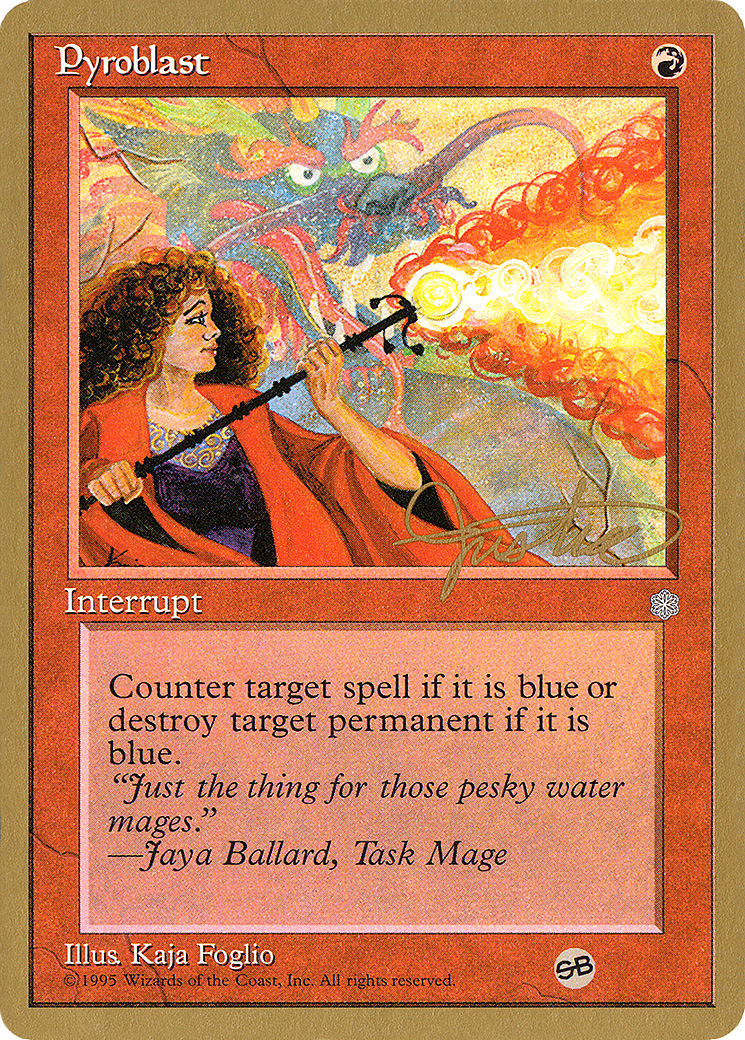 Pyroblast
Interrupt
Counter target spell if it is blue or
destroy target permanent if it is
blue.
“Just the thing for those pesky water
mages.”
—Jaya Ballard, Task Mage
Illus. Kaja Foglio
© 1995 Wizards of the Coast, Inc. All rights reserved.
SB